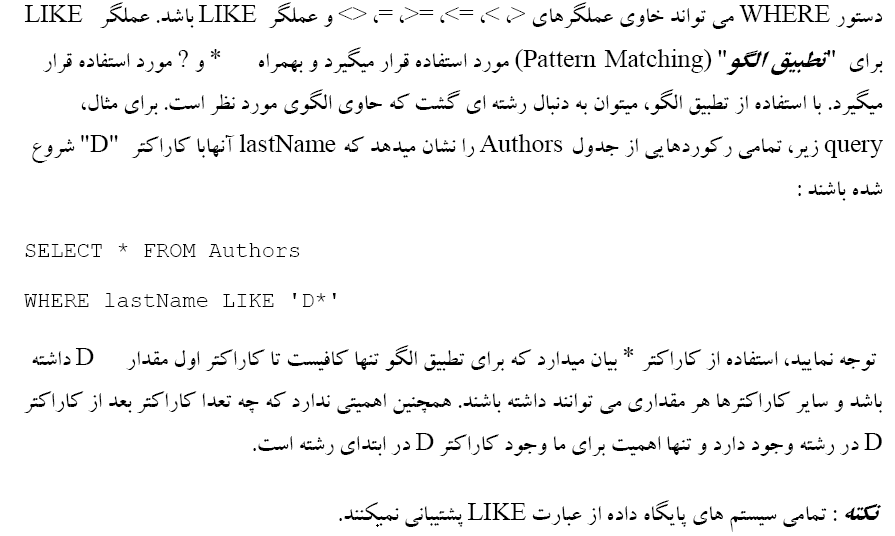 دستور WHERE می تواند خاوی عملگرهای <، >، <=، >=، =، <> و عملگر LIKE باشد. عملگر LIKE
برای "تطبیق الگو" (Pattern Matching) مورد استفاده قرار میگیرد و بهمراه * و ? مورد استفاده قرار
میگیرد. با استفاده از تطبیق الگو، میتوان به دنبال رشته ای گشت که حاوی الگوی مورد نظر است. برای مثال،
query زیر، تمامی رکوردهایی از جدول Authors را نشان میدهد که lastName آنهابا کاراکتر "D" شروع
شده باشند :
SELECT * FROM Authors
WHERE lastName LIKE 'D*'
توجه نمایید، استفاده از کاراکتر * بیان میدارد که برای تطبیق الگو تنها کافیست تا کاراکتر اول مقدار D داشته
باشد و سایر کاراکترها هر مقداری می توانند داشته باشند. همچنین اهمیتی ندارد که چه تعدا کاراکتر بعد از کاراکتر
D در رشته وجود دارد و تنها اهمیت برای ما وجود کاراکتر D در ابتدای رشته است.
نکته : تمامی سیستم های پایگاه داده از عبارت LIKE پشتیبانی نمیکنند.